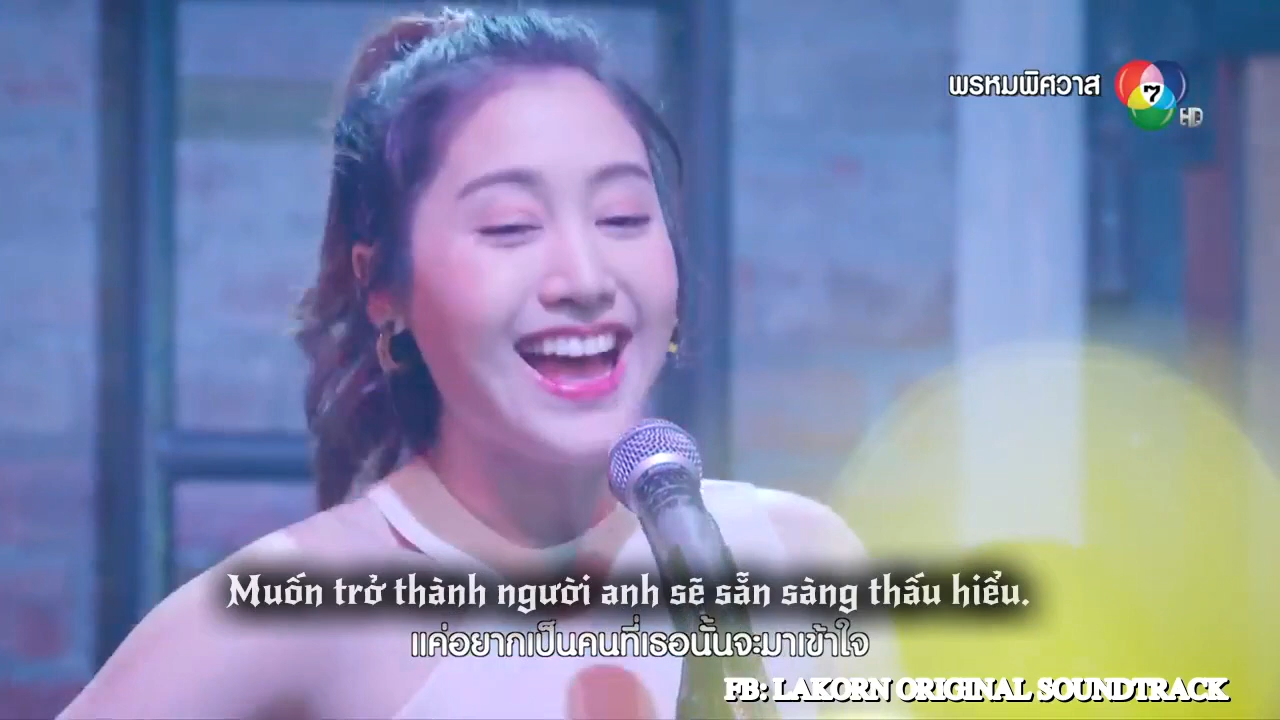 พรหมพิศวาส 7 HD
Muốn trở thành người anh sẽ sẵn sàng thấu hiểu.
แค่อยากเป็นคนที่เธอนั้นจะมาเข้าใจ
FB: LAKORN ORIGINAL SOUNDTRACK